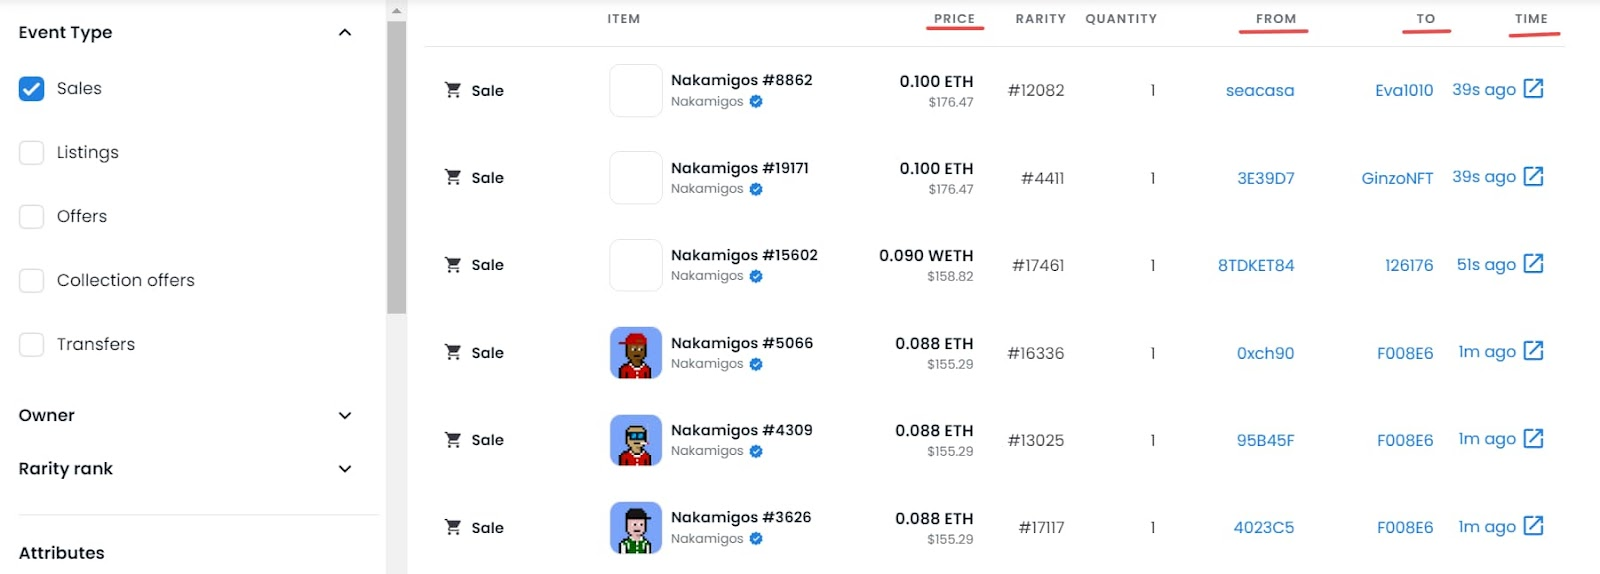 Event Type
Sales
Listings
Offers
Collection offers
Transfers
Owner
Rarity rank
Attributes
ITEM PRICE RARITY QUANTITY FROM TO TIME
Sale Nakamigos #8862 0.100 ETH #12082 1 seacasa Eva1010 39s ago
Nakamigos $176.47
Sale Nakamigos #19171 0.100 ETH #4411 1 3E39D7 GinzoNFT 39s ago
Nakamigos $176.47
Sale Nakamigos #15602 0.090 WETH #17461 1 8TDKET84 126176 51s ago
Nakamigos $158.82
Sale Nakamigos #5066 0.088 ETH #16336 1 0xch90 F008E6 1m ago
Nakamigos $155.29
Sale Nakamigos #4309 0.088 ETH #13025 1 95B45F F008E6 1m ago
Nakamigos $155.29
Sale Nakamigos #3626 0.088 ETH #17117 1 4023C5 F008E6 1m ago
Nakamigos $155.29